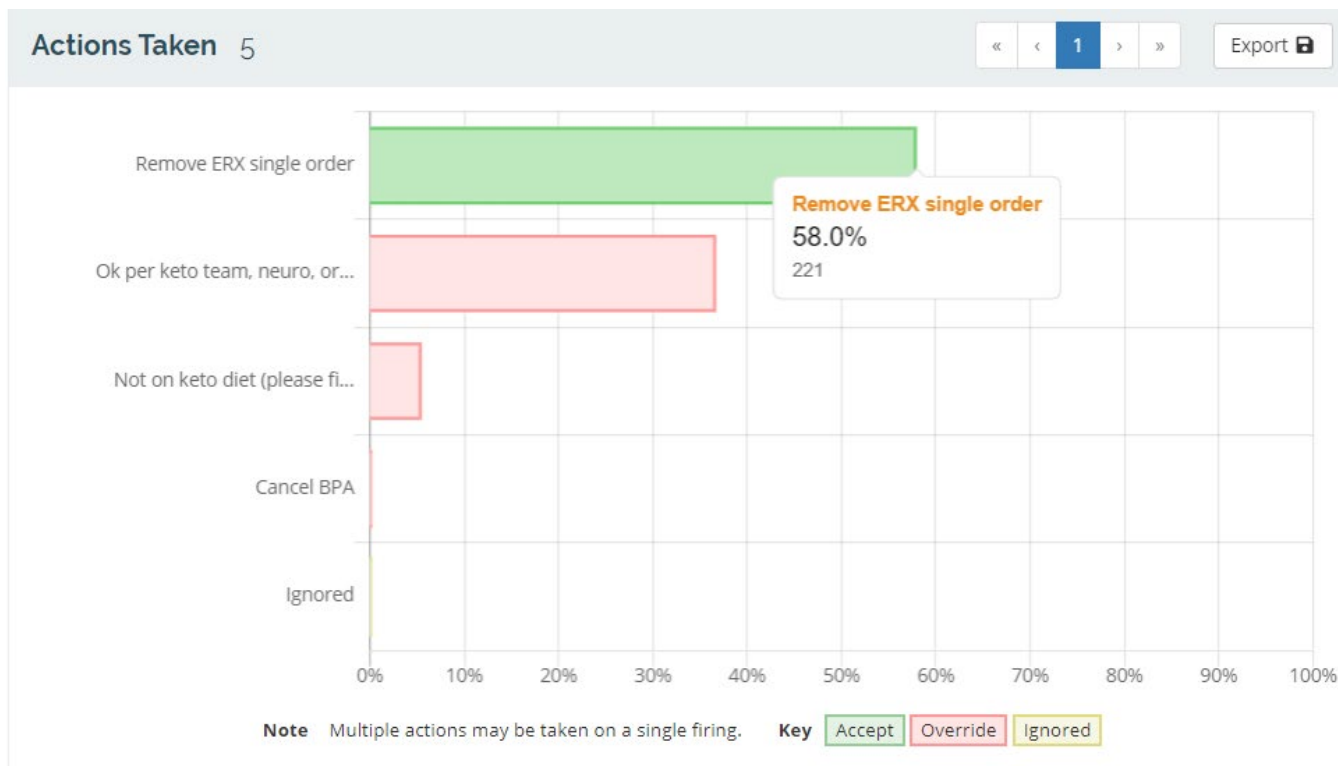 Actions Taken 5
« ‹ 1 › » Export
Remove ERX single order
Remove ERX single order
58.0%
221
Ok per keto team, neuro, or...
Not on keto diet (please fi...
Cancel BPA
Ignored
0% 10% 20% 30% 40% 50% 60% 70% 80% 90% 100%
Note Multiple actions may be taken on a single firing. Key Accept Override Ignored